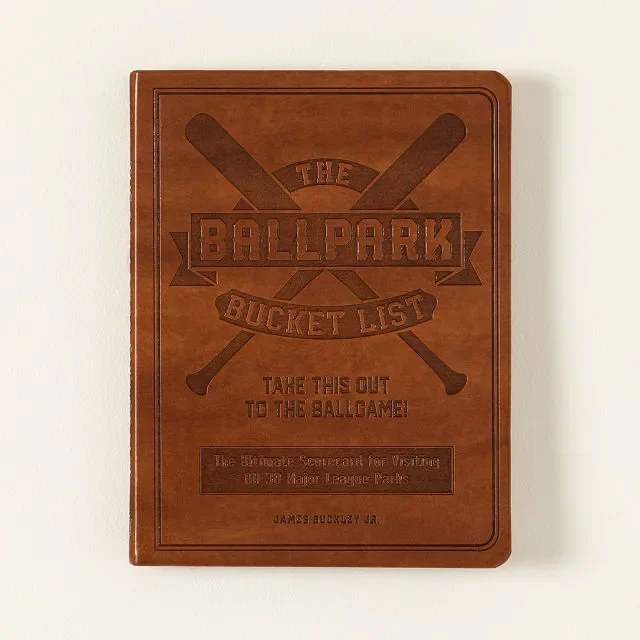 THE
BALLPARK
BUCKET LIST
TAKE THIS OUT
TO THE BALLGAME!
The Ultimate Scorecard for Visiting
All 30 Major League Parks
JAMES BUCKLEY JR.